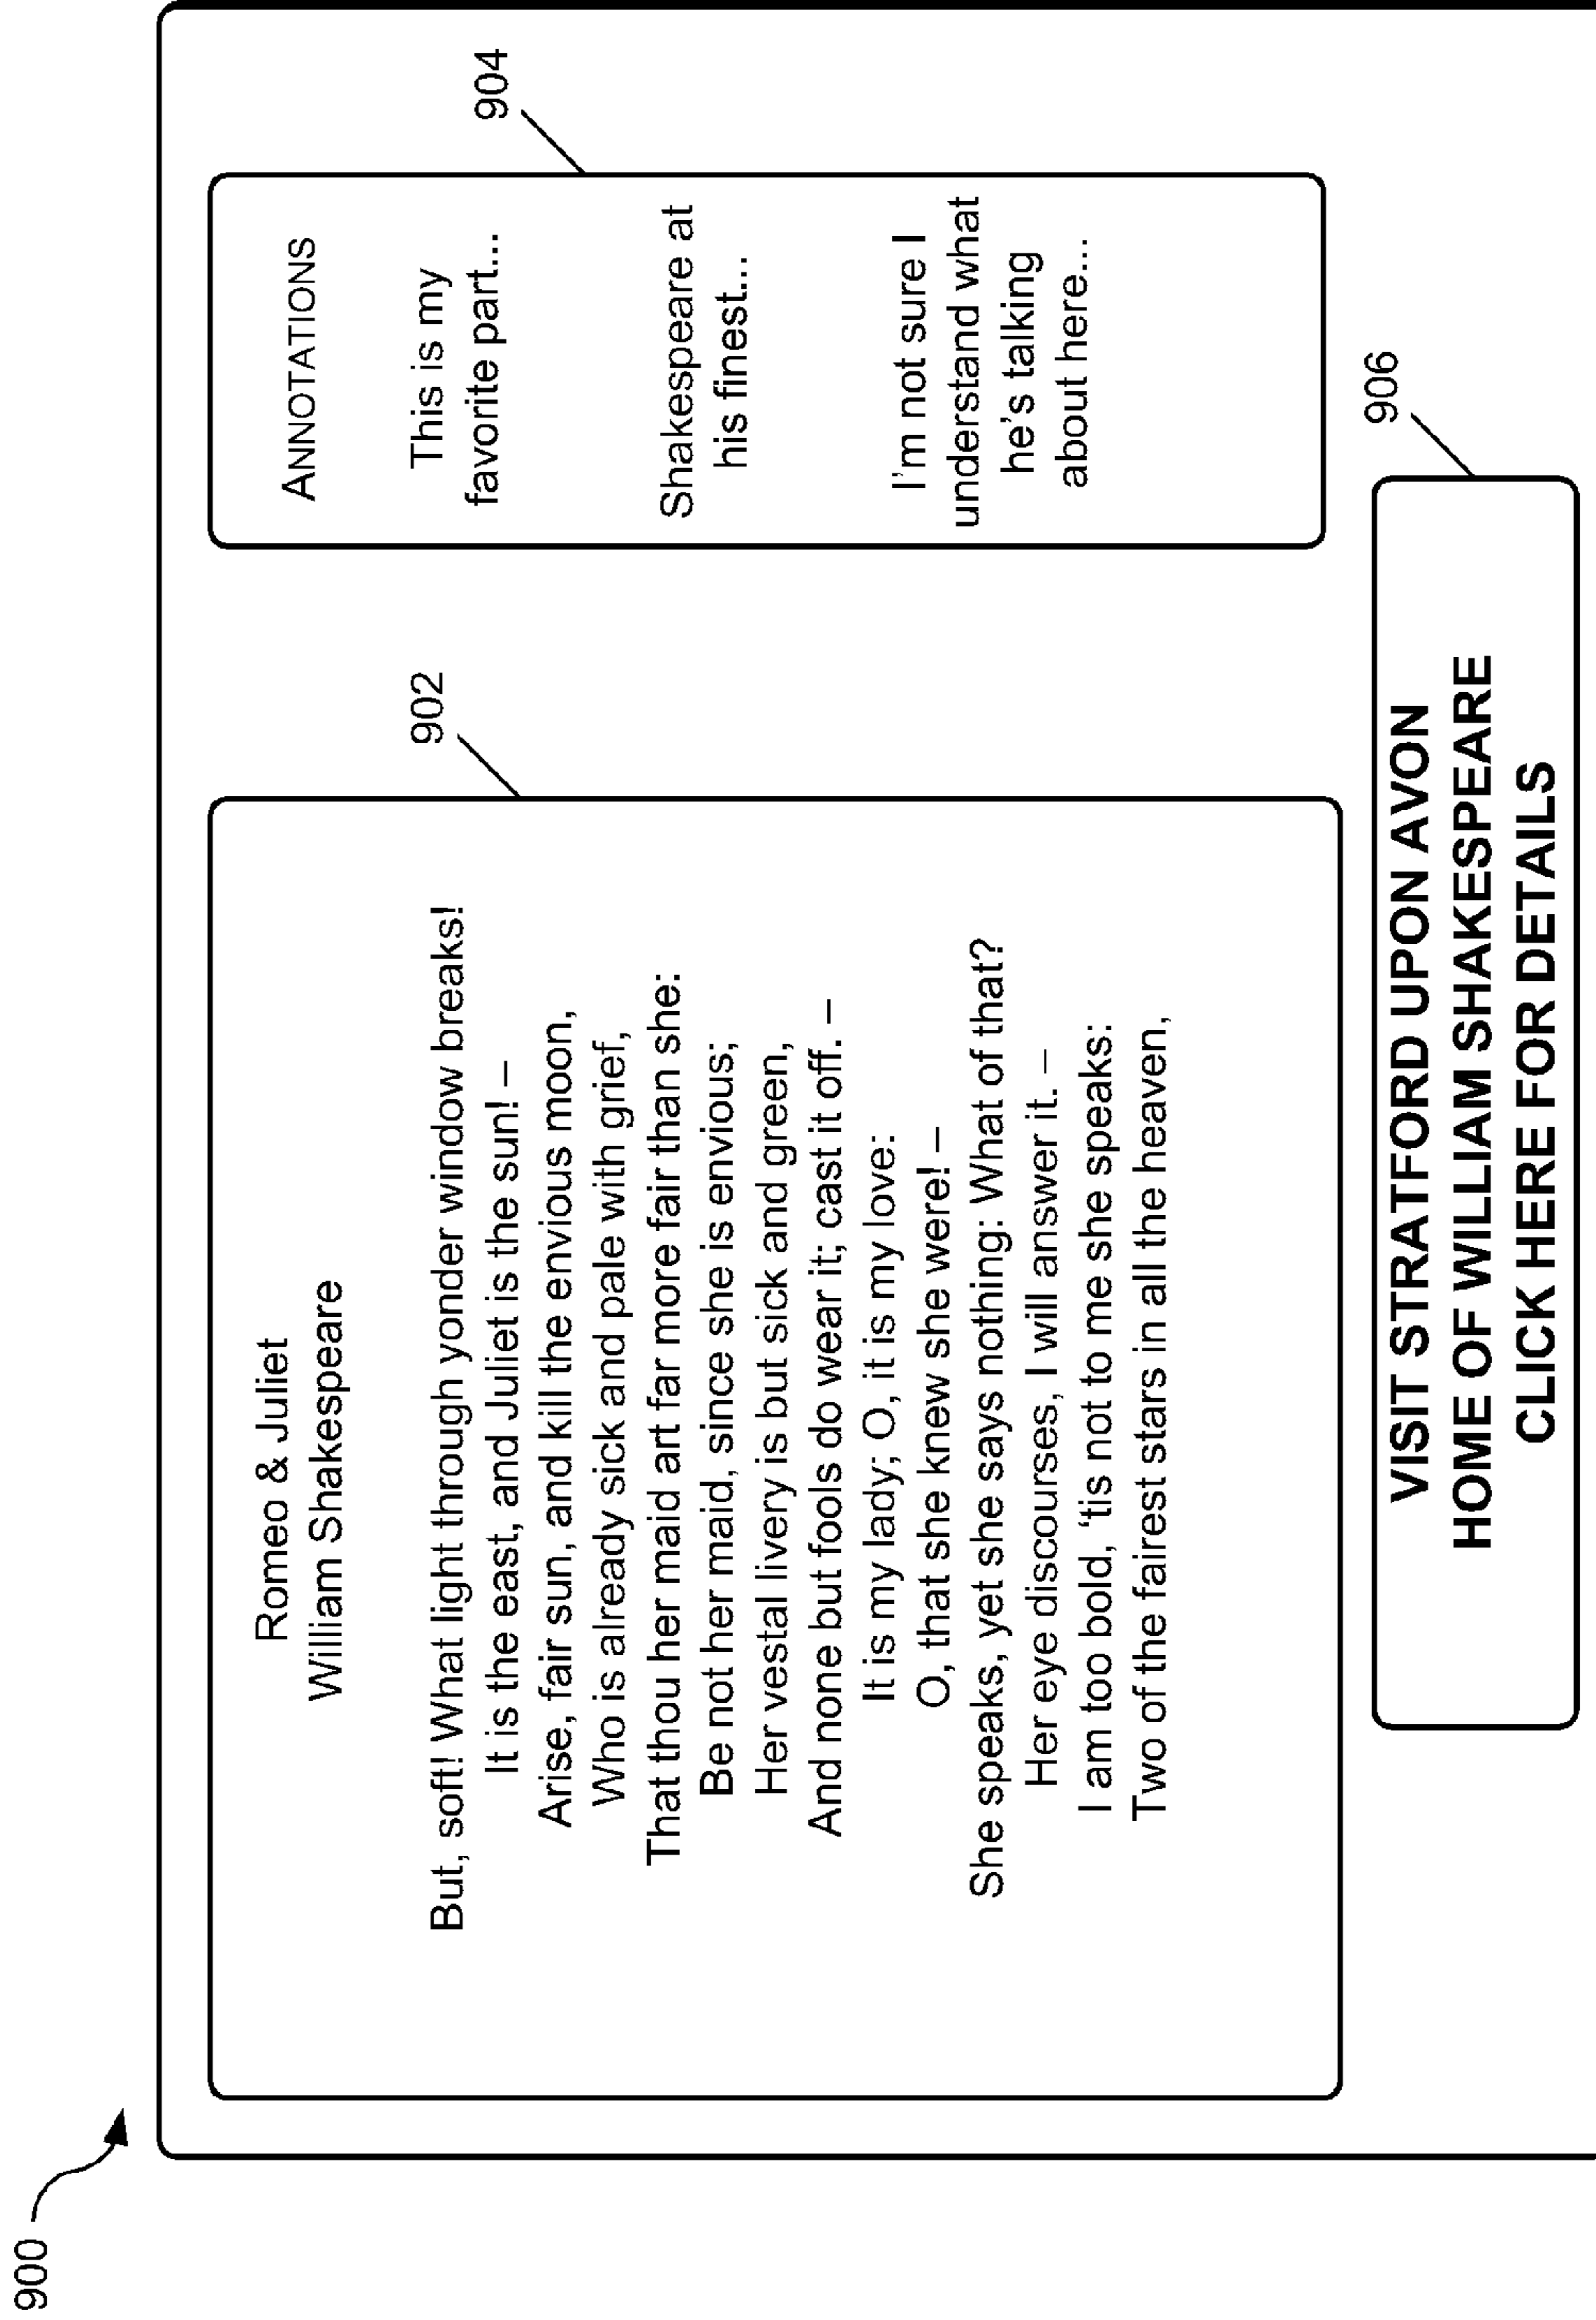 900
902
Romeo & Juliet
William Shakespeare
But, soft! What light through yonder window breaks!
It is the east, and Juliet is the sun! –
Arise, fair sun, and kill the envious moon,
Who is already sick and pale with grief,
That thou her maid art far more fair than she:
Be not her maid, since she is envious;
Her vestal livery is but sick and green,
And none but fools do wear it; cast it off. –
It is my lady; O, it is my love:
O, that she knew she were! –
She speaks, yet she says nothing: What of that?
Her eye discourses, I will answer it. –
I am too bold, ‘tis not to me she speaks:
Two of the fairest stars in all the heaven,
904
ANNOTATIONS
This is my
favorite part...
Shakespeare at
his finest...
I'm not sure I
understand what
he's talking
about here...
906
VISIT STRATFORD UPON AVON
HOME OF WILLIAM SHAKESPEARE
CLICK HERE FOR DETAILS